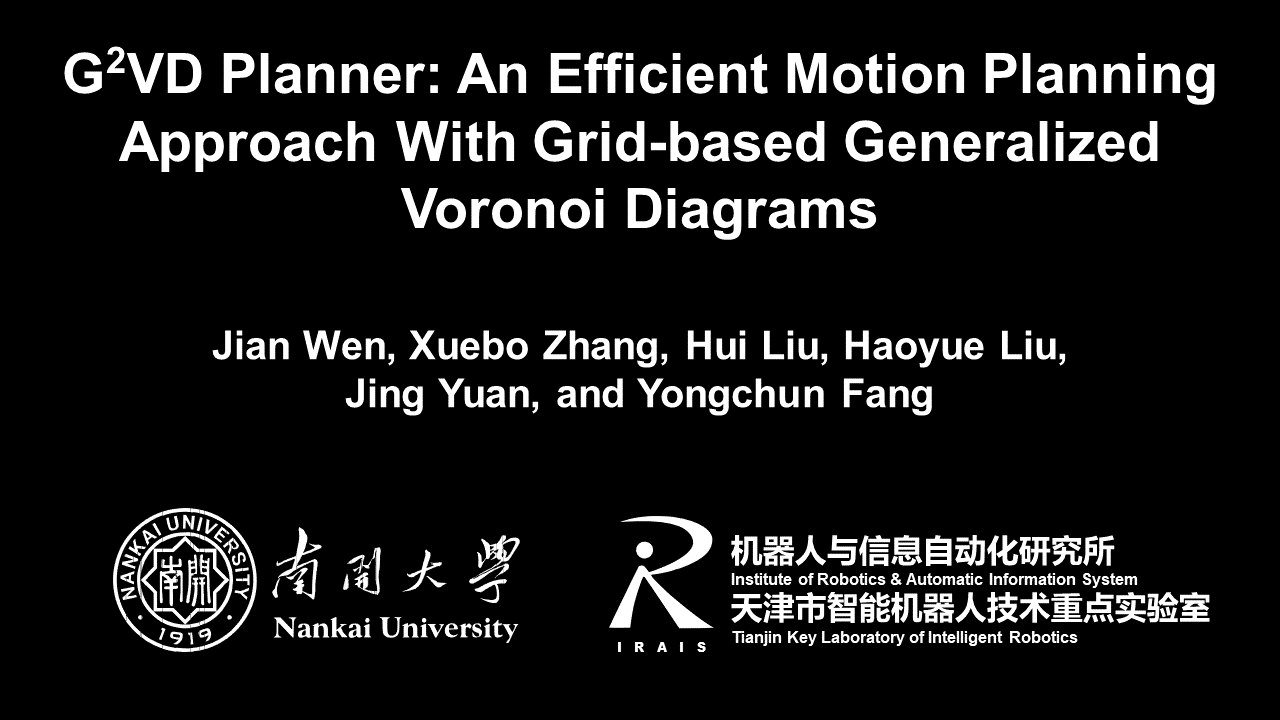 G²VD Planner: An Efficient Motion Planning
Approach With Grid-based Generalized
Voronoi Diagrams
Jian Wen, Xuebo Zhang, Hui Liu, Haoyue Liu,
Jing Yuan, and Yongchun Fang
NANKAI UNIVERSITY
南開
1919
南開大學
Nankai University
IRAIS
机器人与信息自动化研究所
Institute of Robotics & Automatic Information System
天津市智能机器人技术重点实验室
Tianjin Key Laboratory of Intelligent Robotics